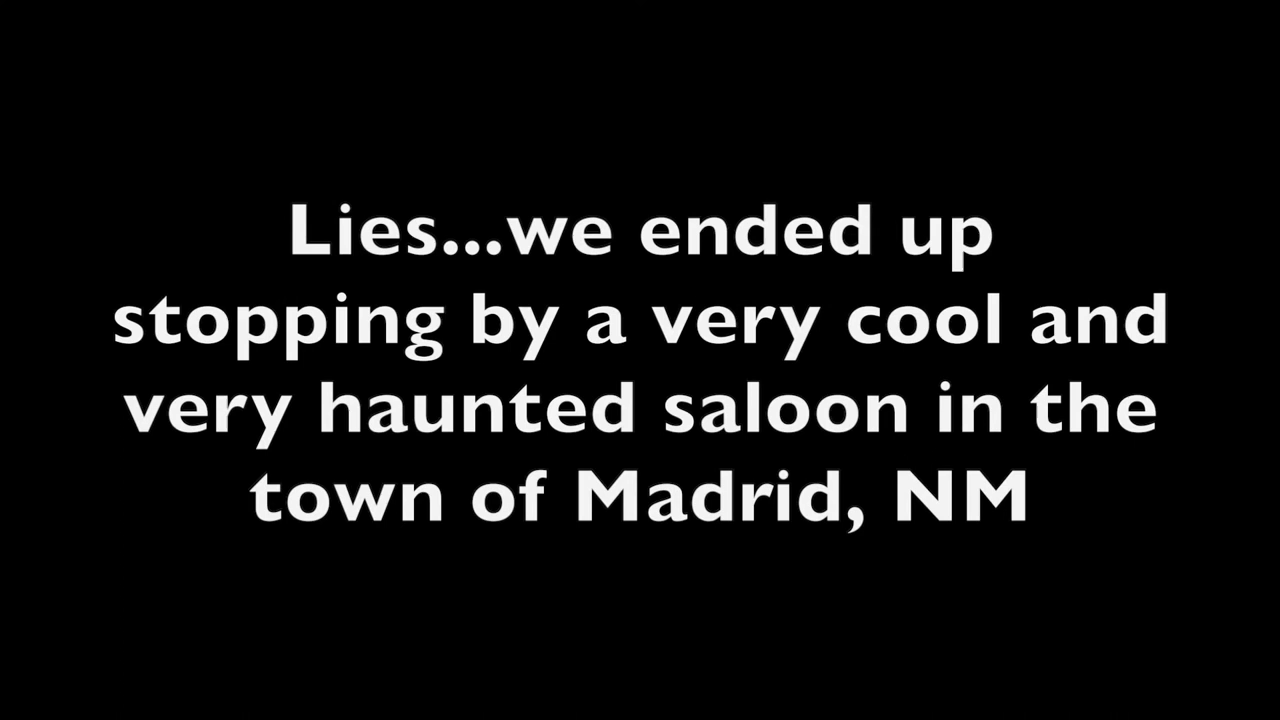 Lies...we ended up
stopping by a very cool and
very haunted saloon in the
town of Madrid, NM